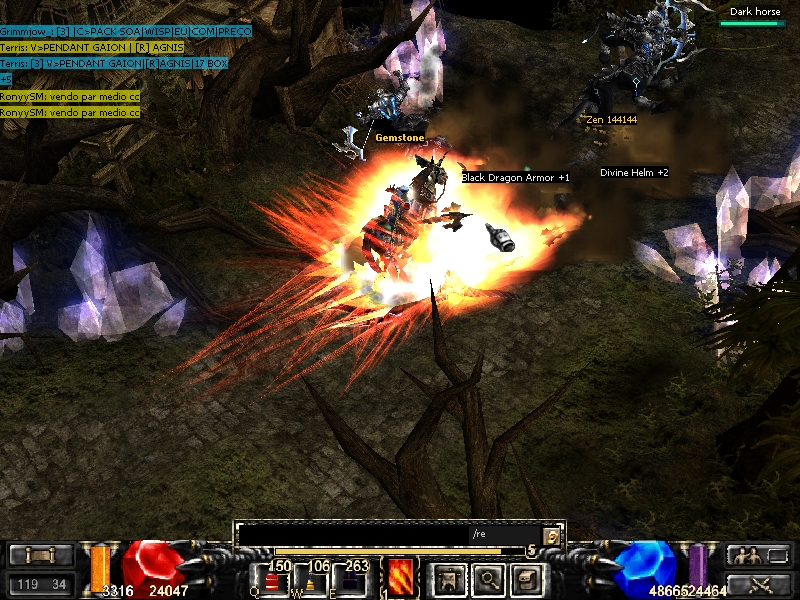 Grimmjow_: [3] |C>PACK SOA|WISP|EU|COM|PREÇO
Terris: V>PENDANT GAION | [R] AGNIS
Terris: [3] V>PENDANT GAION|[R]AGNIS|17 BOX
+5
RonyySM: vendo par medio cc
RonyySM: vendo par medio cc
Dark horse
Zen 144144
Gemstone
Black Dragon Armor +1
Divine Helm +2
/re
5
150
106
263
Q
W
E
119 34
3316
24047
4866524464